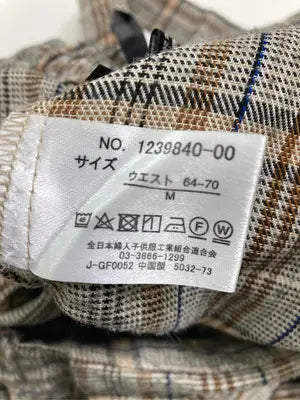 NO. 1239840-00
サイズ
ウエスト 64-70
M
全日本婦人子供服工業組合連合会
03-3866-1299
J-GF0052 中国製 5032-73